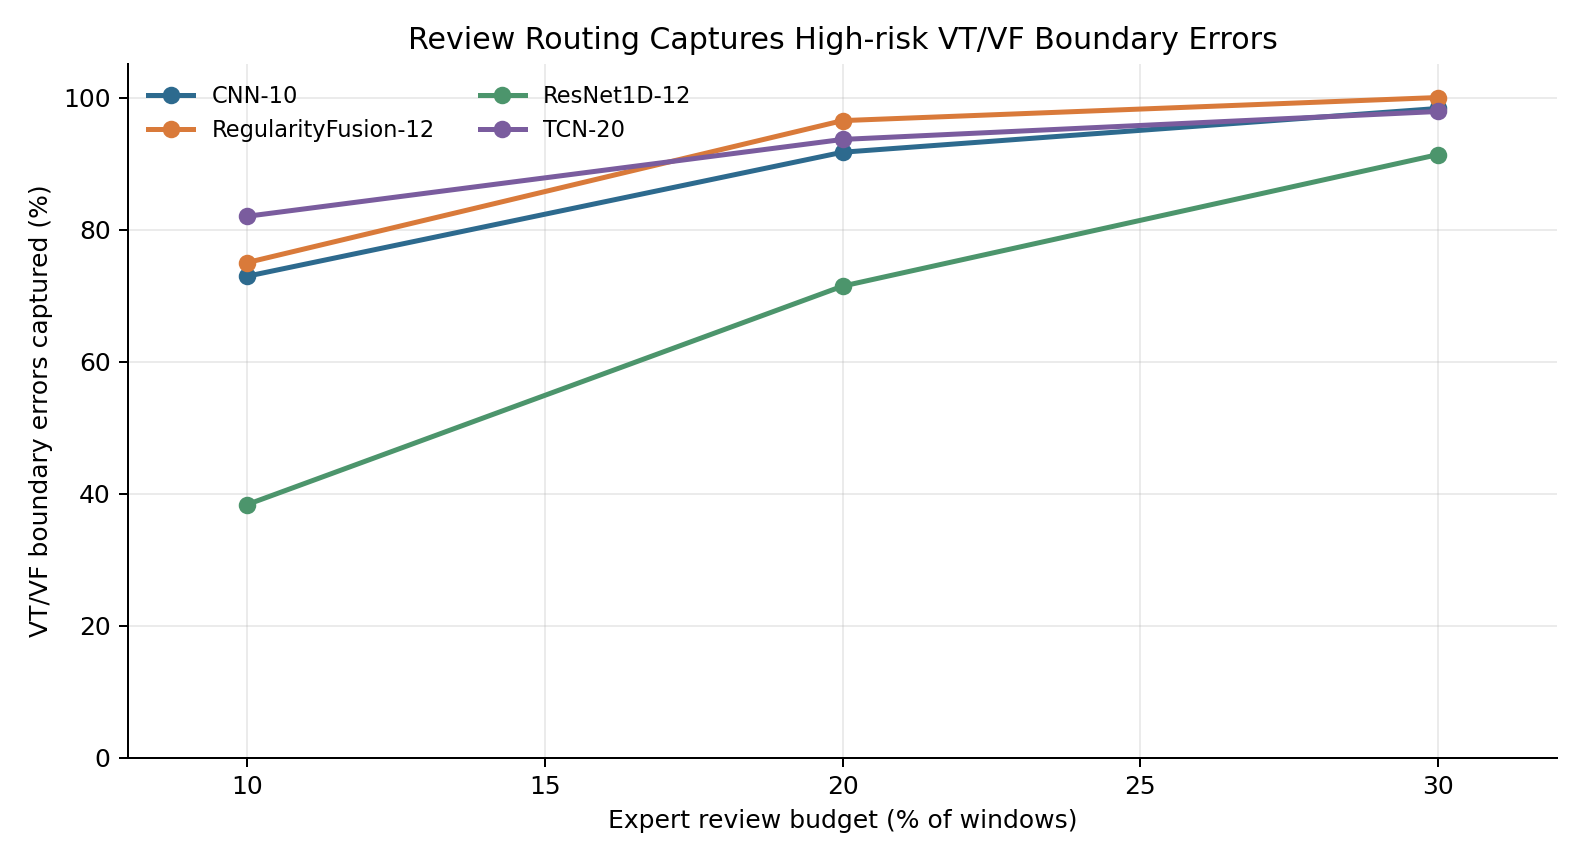 Review Routing Captures High-risk VT/VF Boundary Errors
CNN-10
RegularityFusion-12
ResNet1D-12
TCN-20
VT/VF boundary errors captured (%)
100
80
60
40
20
0
10 15 20 25 30
Expert review budget (% of windows)